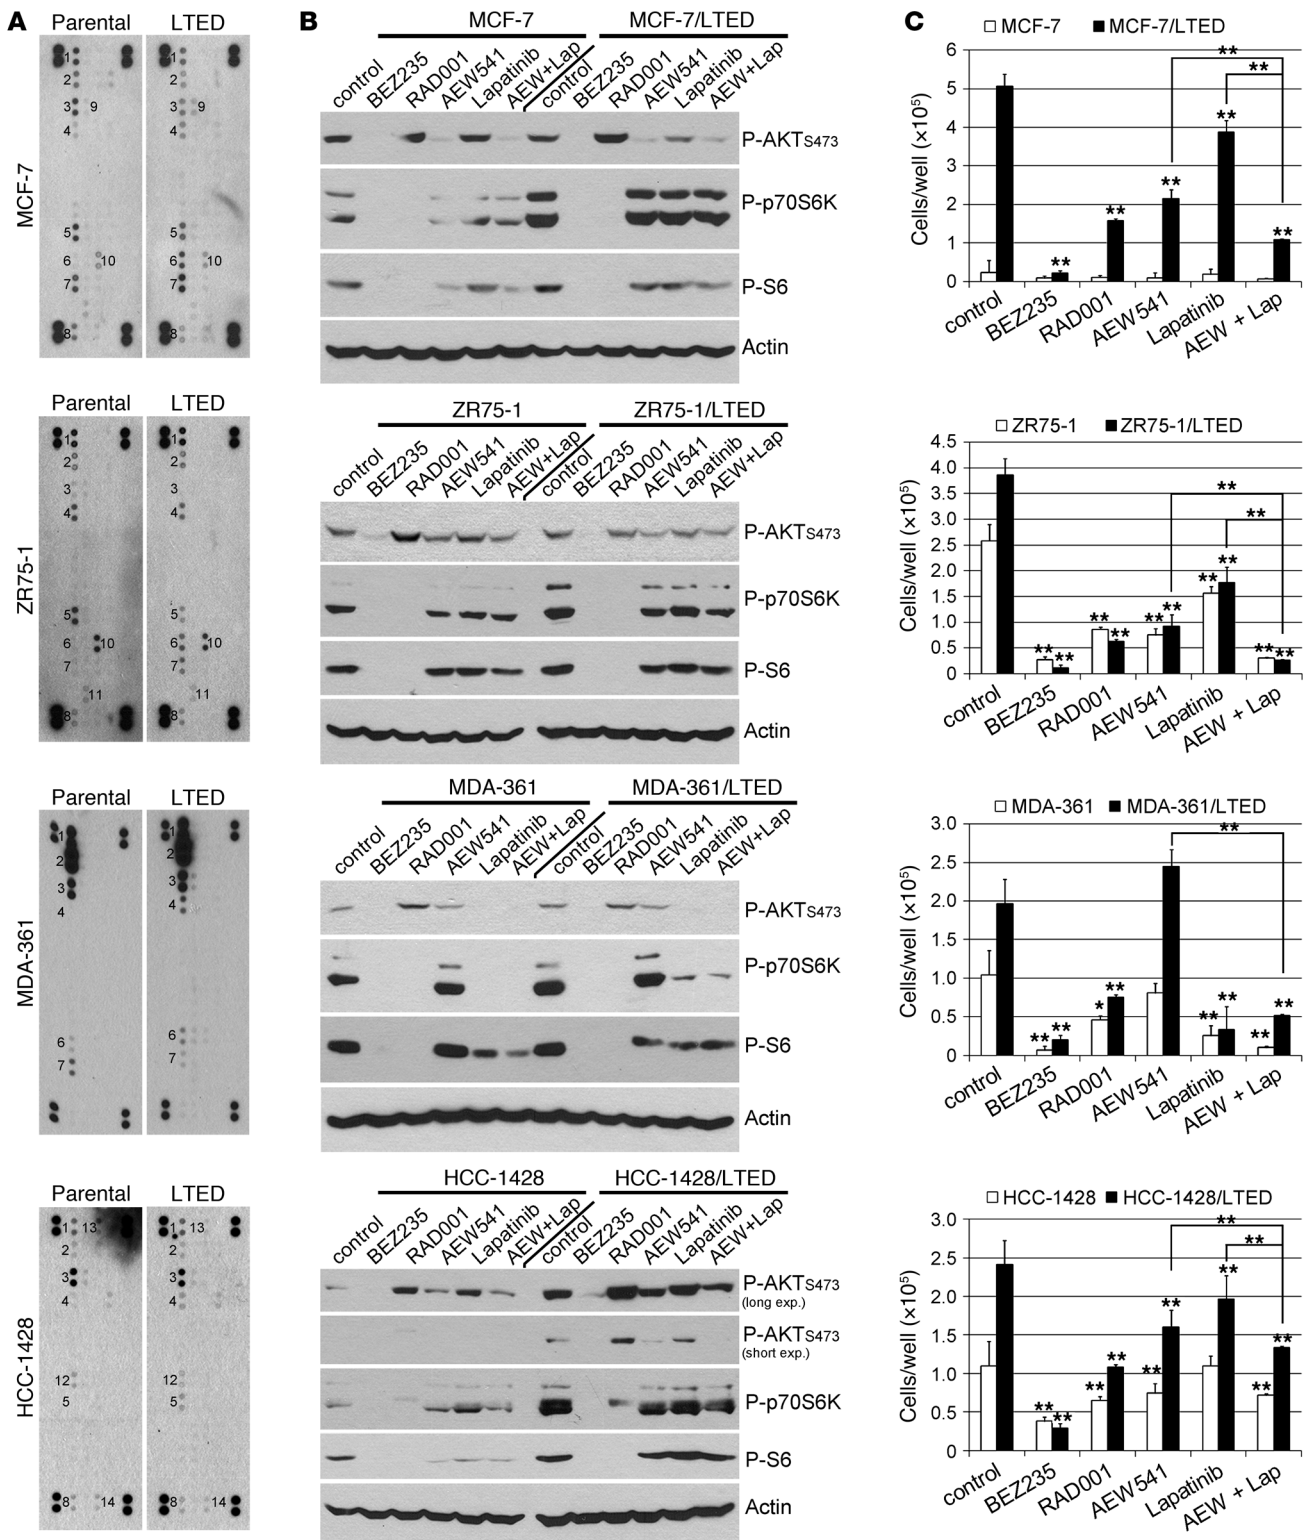 A
Parental LTED
MCF-7
1
2
3 9
4
5
6 10
7
8
1
2
3 9
4
5
6 10
7
8
Parental LTED
ZR75-1
1
2
3
4
5
6 10
7
11
8
1
2
3
4
5
6 10
7
11
8
Parental LTED
MDA-361
1
2
3
4
6
7
1
2
3
4
6
7
Parental LTED
HCC-1428
1 13
2
3
4
12
5
8 14
1 13
2
3
4
12
5
8 14
B
MCF-7 MCF-7/LTED
control BEZ235 RAD001 AEW541 Lapatinib AEW+Lap control BEZ235 RAD001 AEW541 Lapatinib AEW+Lap
P-AKTS473
P-p70S6K
P-S6
Actin
ZR75-1 ZR75-1/LTED
control BEZ235 RAD001 AEW541 Lapatinib AEW+Lap control BEZ235 RAD001 AEW541 Lapatinib AEW+Lap
P-AKTS473
P-p70S6K
P-S6
Actin
MDA-361 MDA-361/LTED
control BEZ235 RAD001 AEW541 Lapatinib AEW+Lap control BEZ235 RAD001 AEW541 Lapatinib AEW+Lap
P-AKTS473
P-p70S6K
P-S6
Actin
HCC-1428 HCC-1428/LTED
control BEZ235 RAD001 AEW541 Lapatinib AEW+Lap control BEZ235 RAD001 AEW541 Lapatinib AEW+Lap
P-AKTS473
(long exp.)
P-AKTS473
(short exp.)
P-p70S6K
P-S6
Actin
C
MCF-7 MCF-7/LTED
Cells/well (×10⁵)
6
5
4
3
2
1
0
** ** ** ** ** ** **
control BEZ235 RAD001 AEW541 Lapatinib AEW + Lap
ZR75-1 ZR75-1/LTED
Cells/well (×10⁵)
4.5
4.0
3.5
3.0
2.5
2.0
1.5
1.0
0.5
0
** ** ** ** ** ** ** ** ** ** ** **
control BEZ235 RAD001 AEW541 Lapatinib AEW + Lap
MDA-361 MDA-361/LTED
Cells/well (×10⁵)
3.0
2.5
2.0
1.5
1.0
0.5
0
** ** * ** ** ** ** ** **
control BEZ235 RAD001 AEW541 Lapatinib AEW + Lap
HCC-1428 HCC-1428/LTED
Cells/well (×10⁵)
3.0
2.5
2.0
1.5
1.0
0.5
0
** ** ** ** ** ** ** ** ** ** **
control BEZ235 RAD001 AEW541 Lapatinib AEW + Lap